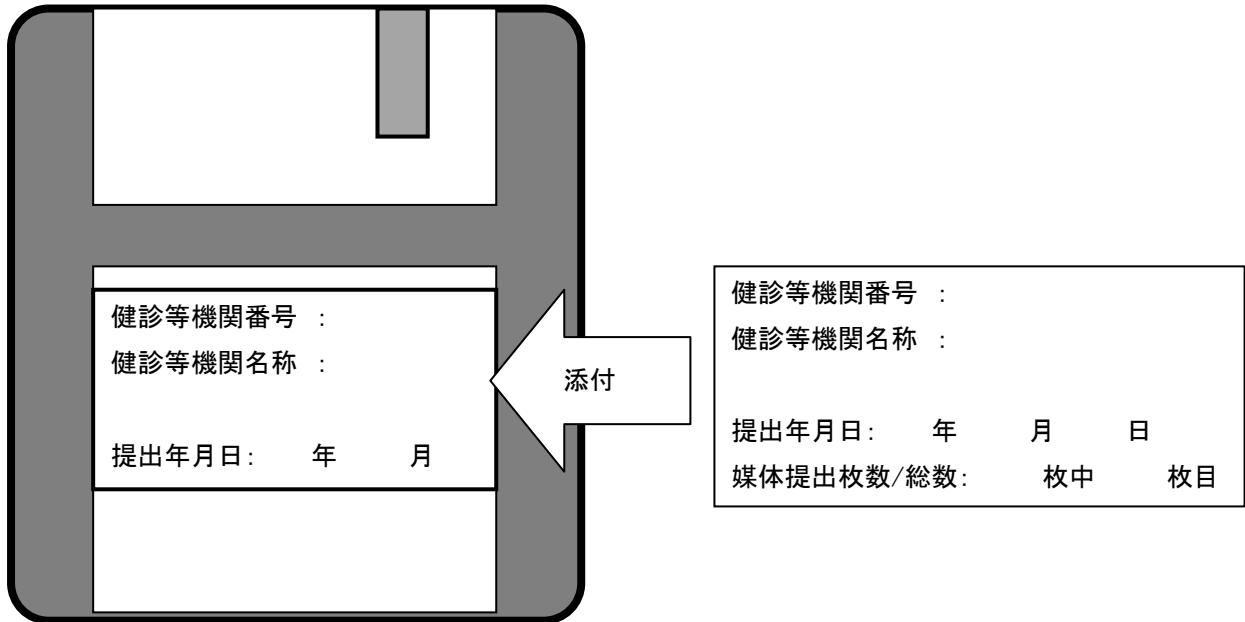 健診等機関番号 :
健診等機関名称 :
提出年月日: 年 月
添付
健診等機関番号 :
健診等機関名称 :
提出年月日: 年 月 日
媒体提出枚数/総数: 枚中 枚目